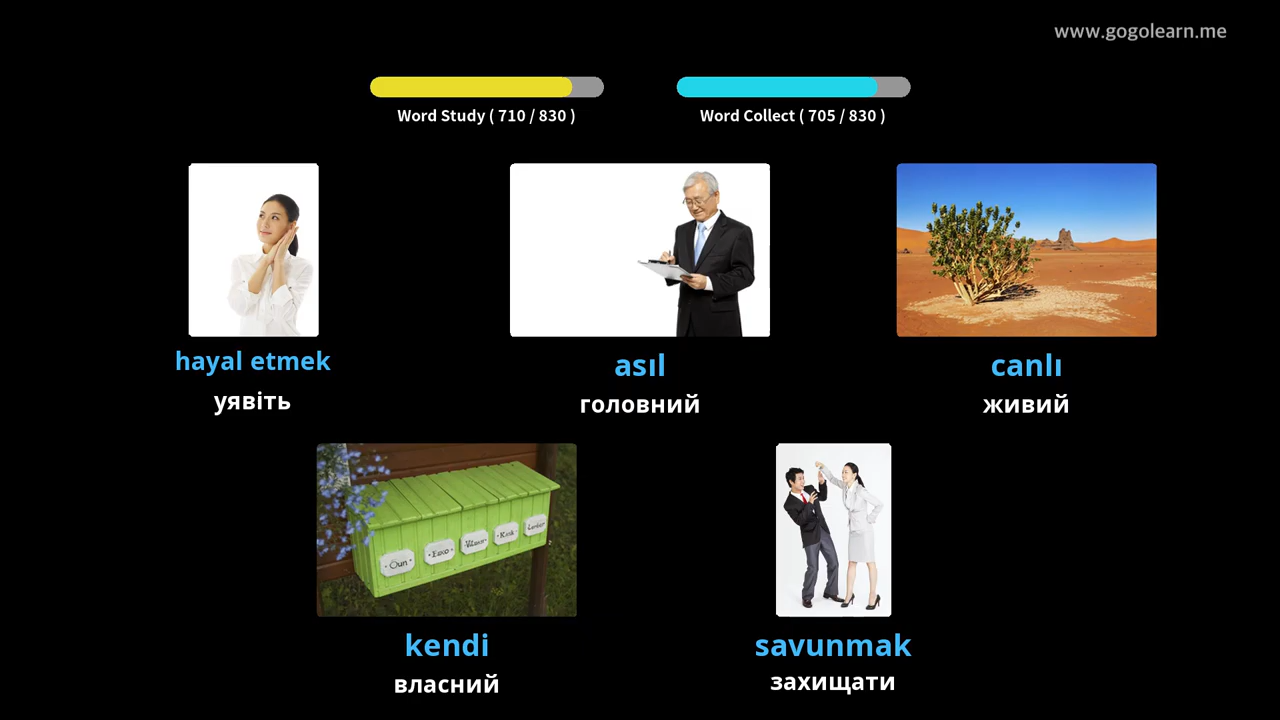 www.gogolearn.me
Word Study ( 710 / 830 )
Word Collect ( 705 / 830 )
hayal etmek
уявіть
asıl
головний
canlı
живий
Õun
kendi
власний
savunmak
захищати